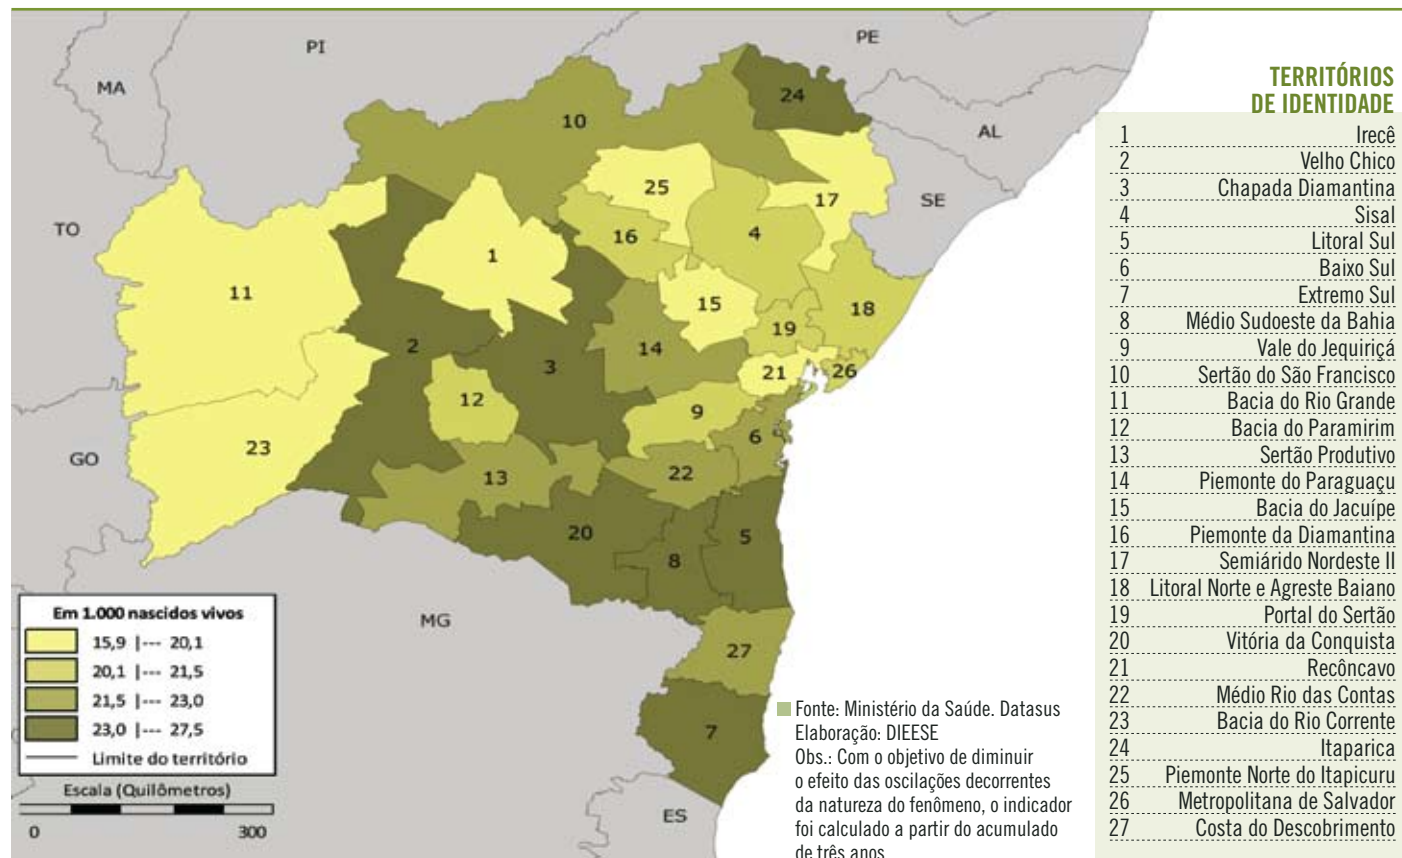 PI
PE
MA
AL
SE
TO
GO
MG
ES
24
10
25
17
16
4
1
11
15
18
19
14
2
3
21
26
12
9
6
23
13
22
20
5
8
27
7
Em 1.000 nascidos vivos
15,9 |--- 20,1
20,1 |--- 21,5
21,5 |--- 23,0
23,0 |--- 27,5
Limite do território
Escala (Quilômetros)
0 300
Fonte: Ministério da Saúde. Datasus
Elaboração: DIEESE
Obs.: Com o objetivo de diminuir
o efeito das oscilações decorrentes
da natureza do fenômeno, o indicador
foi calculado a partir do acumulado
de três anos
TERRITÓRIOS
DE IDENTIDADE
1 Irecê
2 Velho Chico
3 Chapada Diamantina
4 Sisal
5 Litoral Sul
6 Baixo Sul
7 Extremo Sul
8 Médio Sudoeste da Bahia
9 Vale do Jequiriçá
10 Sertão do São Francisco
11 Bacia do Rio Grande
12 Bacia do Paramirim
13 Sertão Produtivo
14 Piemonte do Paraguaçu
15 Bacia do Jacuípe
16 Piemonte da Diamantina
17 Semiárido Nordeste II
18 Litoral Norte e Agreste Baiano
19 Portal do Sertão
20 Vitória da Conquista
21 Recôncavo
22 Médio Rio das Contas
23 Bacia do Rio Corrente
24 Itaparica
25 Piemonte Norte do Itapicuru
26 Metropolitana de Salvador
27 Costa do Descobrimento